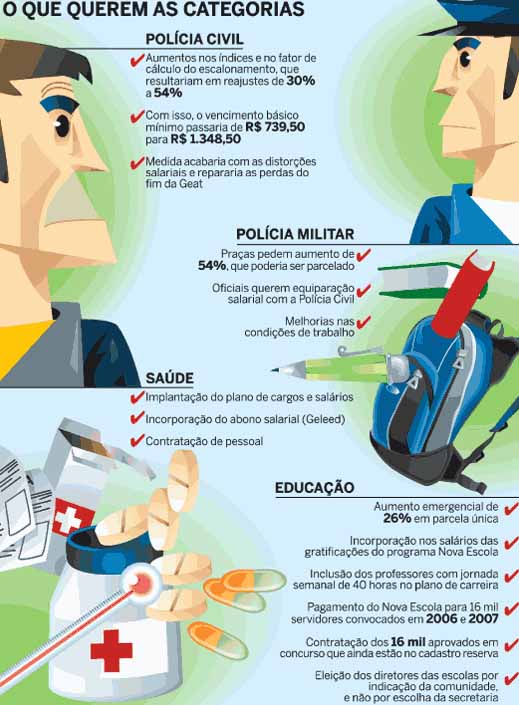 O QUE QUEREM AS CATEGORIAS
POLÍCIA CIVIL
Aumentos nos índices e no fator de
cálculo do escalonamento, que
resultariam em reajustes de 30%
a 54%
Com isso, o vencimento básico
mínimo passaria de R$ 739,50
para R$ 1.348,50
Medida acabaria com as distorções
salariais e repararia as perdas do
fim da Geat
POLÍCIA MILITAR
Praças pedem aumento de
54%, que poderia ser parcelado
Oficiais querem equiparação
salarial com a Polícia Civil
Melhorias nas
condições de trabalho
SAÚDE
Implantação do plano de cargos e salários
Incorporação do abono salarial (Geleed)
Contratação de pessoal
EDUCAÇÃO
Aumento emergencial de
26% em parcela única
Incorporação nos salários das
gratificações do programa Nova Escola
Inclusão dos professores com jornada
semanal de 40 horas no plano de carreira
Pagamento do Nova Escola para 16 mil
servidores convocados em 2006 e 2007
Contratação dos 16 mil aprovados em
concurso que ainda estão no cadastro reserva
Eleição dos diretores das escolas por
indicação da comunidade,
e não por escolha da secretaria